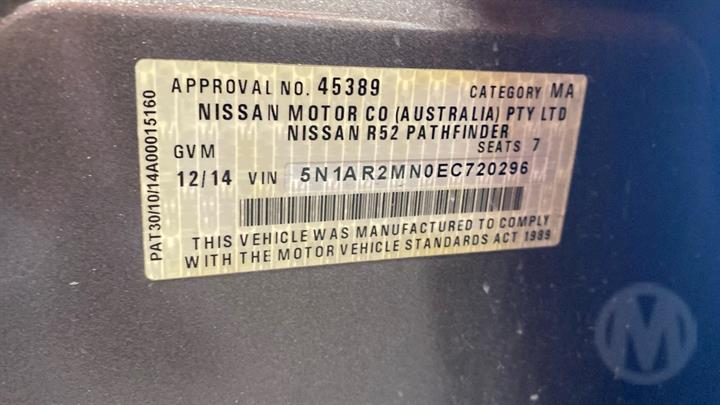 APPROVAL NO. 45389 CATEGORY MA
NISSAN MOTOR CO (AUSTRALIA) PTY LTD
NISSAN R52 PATHFINDER
GVM SEATS 7
12/14 VIN 5N1AR2MN0EC720296
THIS VEHICLE WAS MANUFACTURED TO COMPLY
WITH THE MOTOR VEHICLE STANDARDS ACT 1989
PAT30/10/14A00015160
M
M